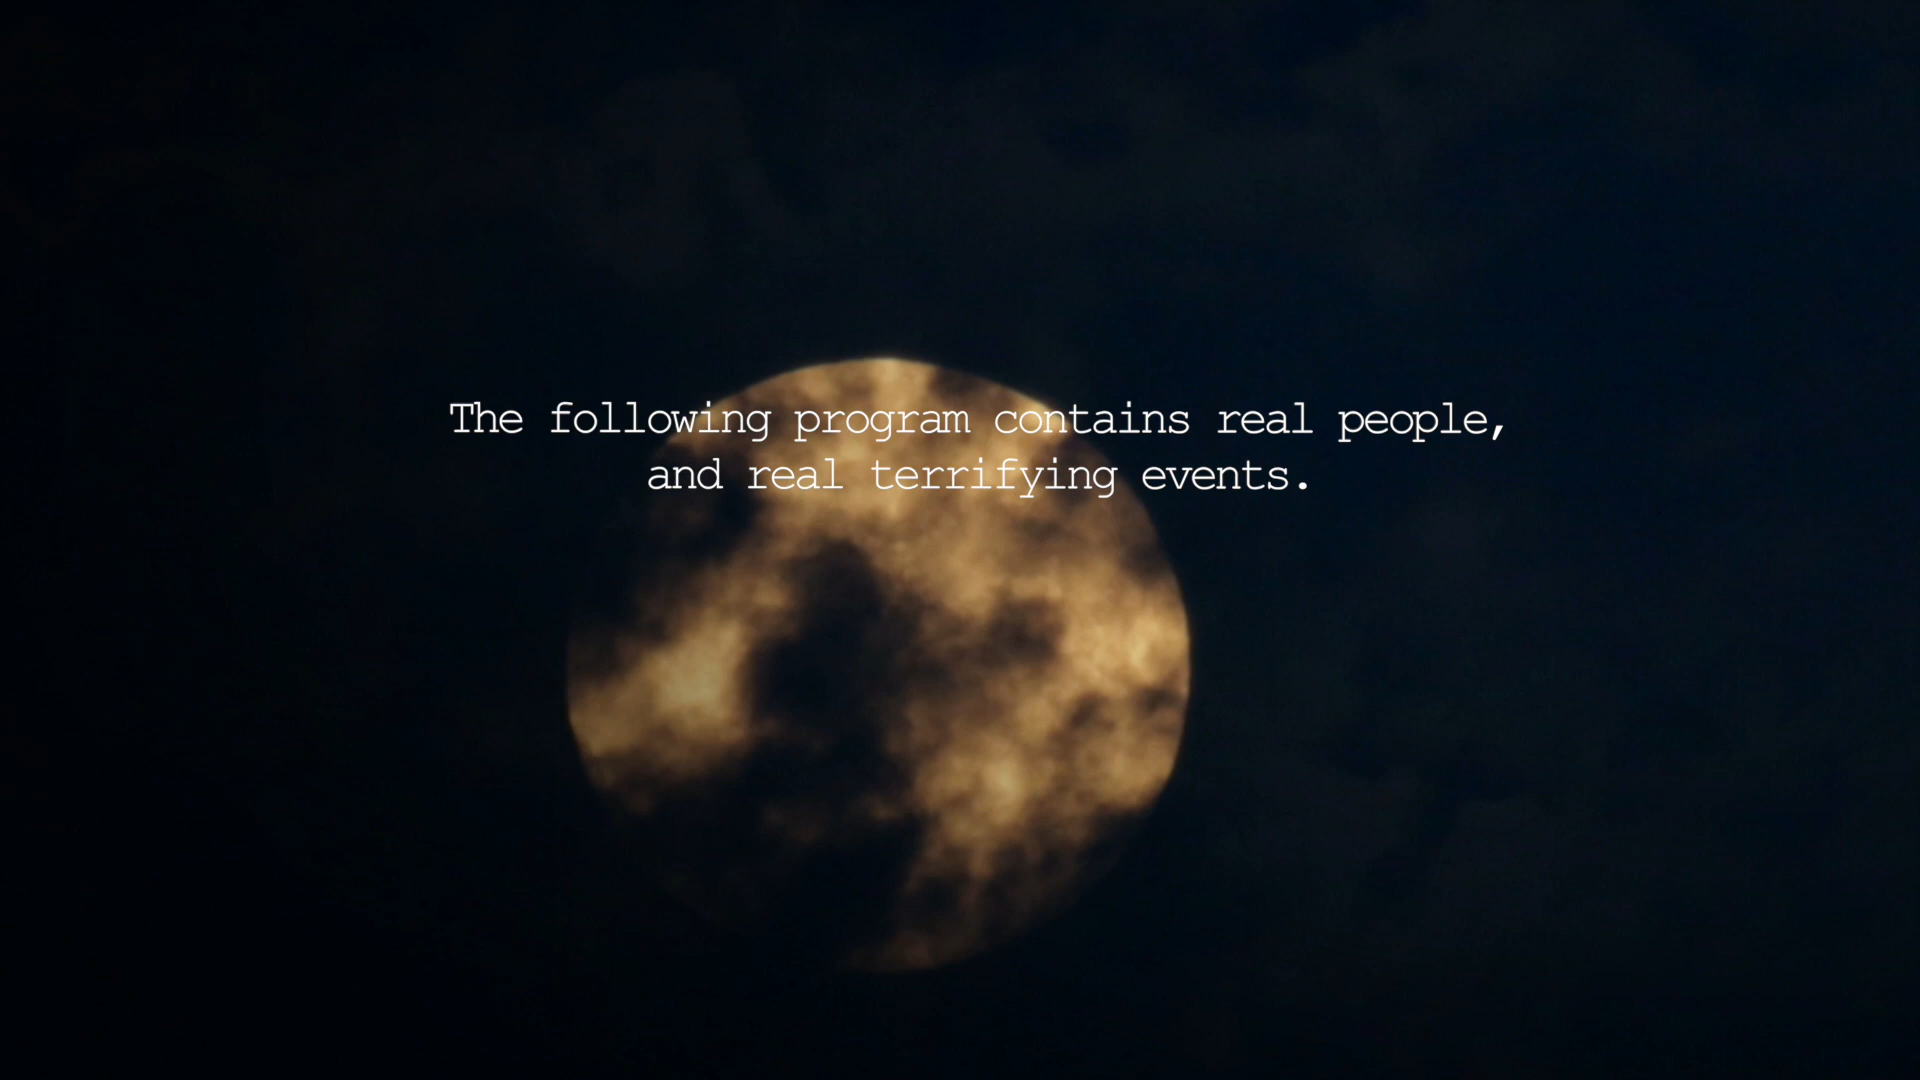 The following program contains real people,
and real terrifying events.